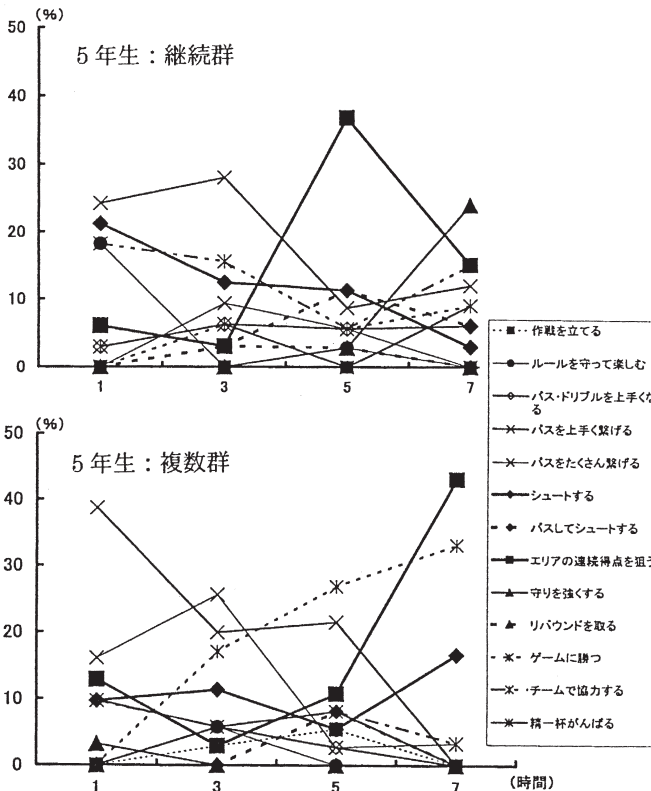 (%)
50
5年生：継続群
40
30
20
10
0
1
3
5
7
(%)
50
5年生：複数群
40
30
20
10
0
1
3
5
7
(時間)
作戦を立てる
ルールを守って楽しむ
パス・ドリブルを上手くな
る
パスを上手く繋げる
パスをたくさん繋げる
シュートする
パスしてシュートする
エリアの連続得点を狙う
守りを強くする
リバウンドを取る
ゲームに勝つ
チームで協力する
精一杯がんばる